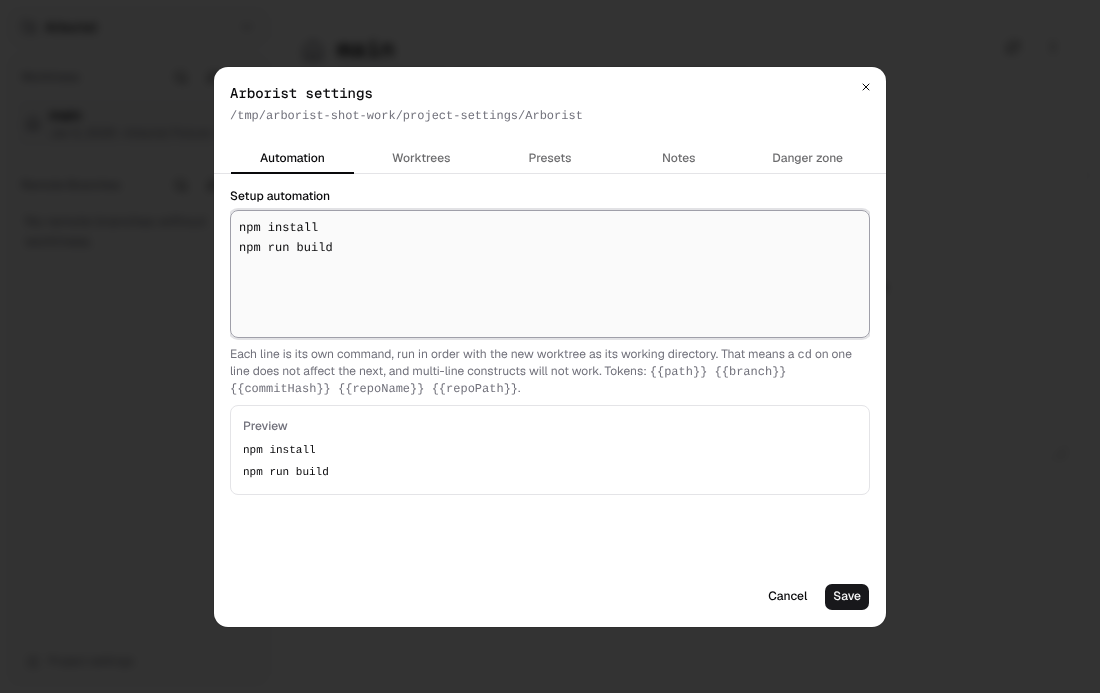 main
Arborist settings
/tmp/arborist-shot-work/project-settings/Arborist
Automation
Worktrees
Presets
Notes
Danger zone
Setup automation
npm install
npm run build
Each line is its own command, run in order with the new worktree as its working directory. That means a cd on one
line does not affect the next, and multi-line constructs will not work. Tokens: {{path}} {{branch}}
{{commitHash}} {{repoName}} {{repoPath}}.
Preview
npm install
npm run build
Cancel
Save